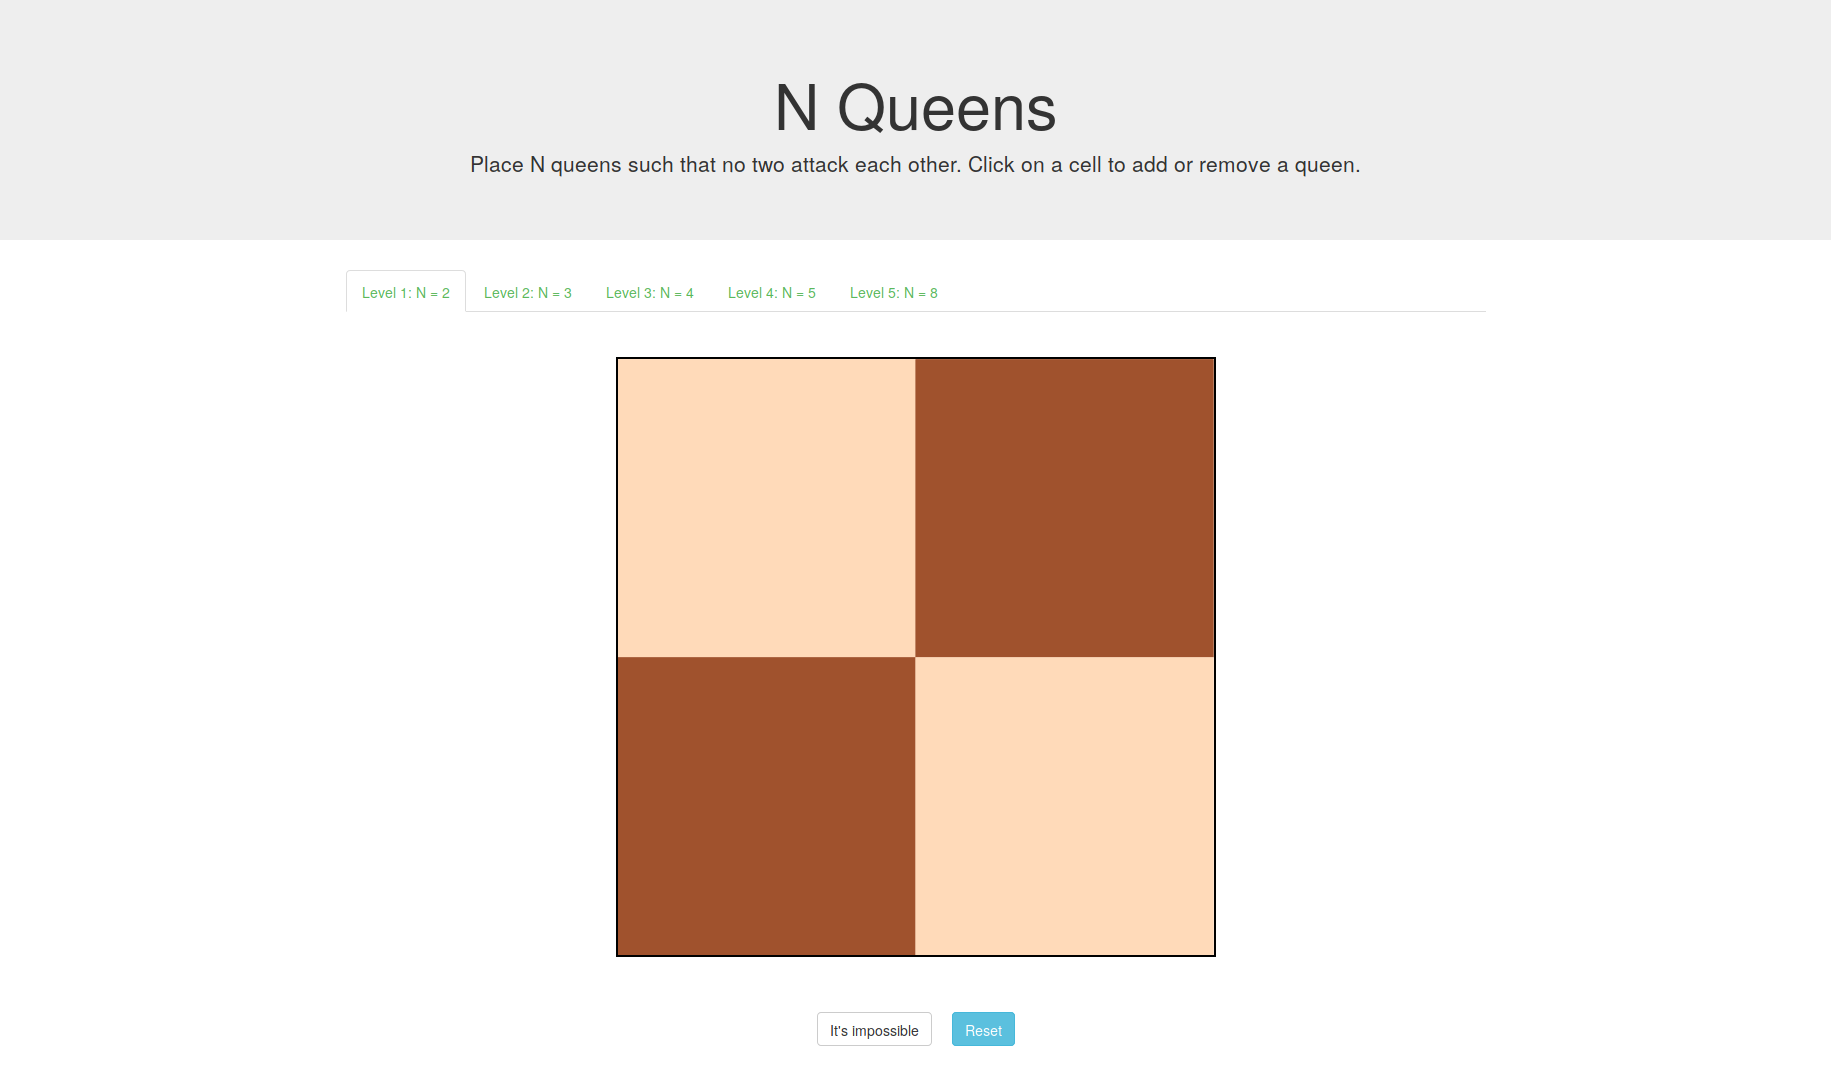 N Queens
Place N queens such that no two attack each other. Click on a cell to add or remove a queen.
Level 1: N = 2 Level 2: N = 3 Level 3: N = 4 Level 4: N = 5 Level 5: N = 8
It's impossible Reset